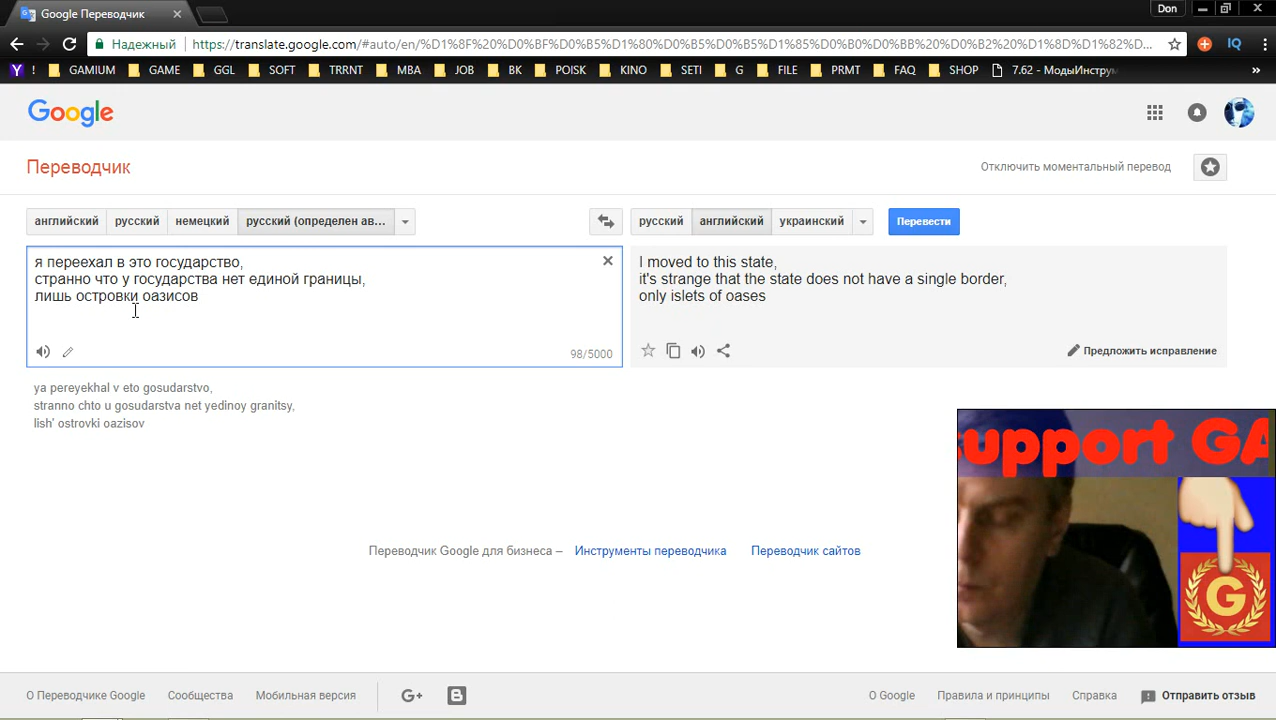 Google Переводчик
Don
Надежный
https://translate.google.com/#auto/en/%D1%8F%20%D0%BF%D0%B5%D1%80%D0%B5%D0%B5%D1%85%D0%B0%D0%BB%20%D0%B2%20%D1%8D%D1%82%D...
IQ
Y ! GAMIUM GAME GGL SOFT TRRNT MBA JOB BK POISK KINO SETI G FILE PRMT FAQ SHOP 7.62 - МодыИнструм »
Google
Переводчик
Отключить моментальный перевод
английский русский немецкий русский (определен ав...
русский английский украинский Перевести
я переехал в это государство,
странно что у государства нет единой границы,
лишь островки оазисов
98/5000
I moved to this state,
it's strange that the state does not have a single border,
only islets of oases
Предложить исправление
ya pereyekhal v eto gosudarstvo,
stranno chto u gosudarstva net yedinoy granitsy,
lish' ostrovki oazisov
support GA
G
Переводчик Google для бизнеса – Инструменты переводчика Переводчик сайтов
О Переводчике Google Сообщества Мобильная версия G+ B О Google Правила и принципы Справка Отправить отзыв